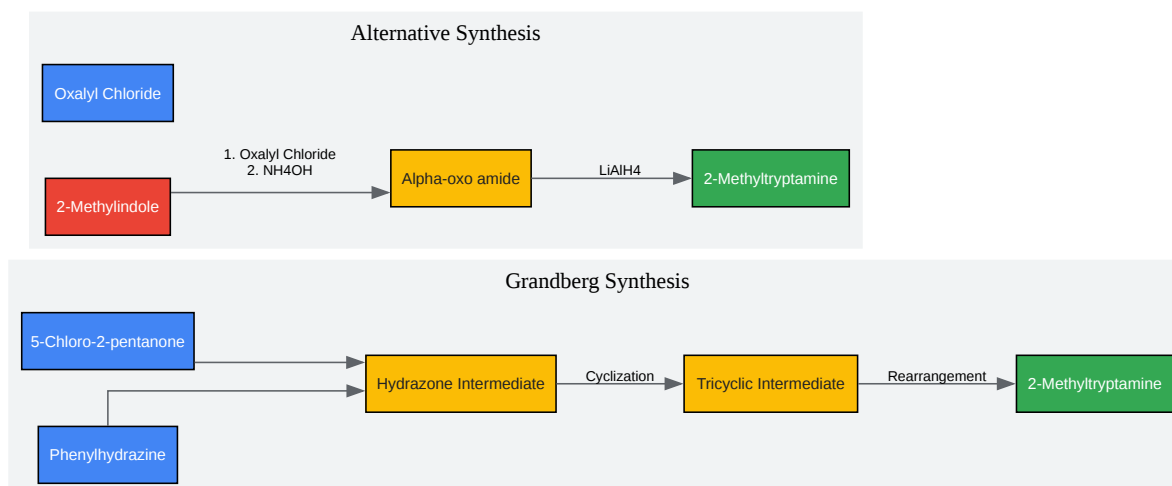 Alternative Synthesis
Oxalyl Chloride
1. Oxalyl Chloride
2. NH4OH
2-Methylindole
Alpha-oxo amide
LiAlH4
2-Methyltryptamine
Grandberg Synthesis
5-Chloro-2-pentanone
Phenylhydrazine
Hydrazone Intermediate
Cyclization
Tricyclic Intermediate
Rearrangement
2-Methyltryptamine